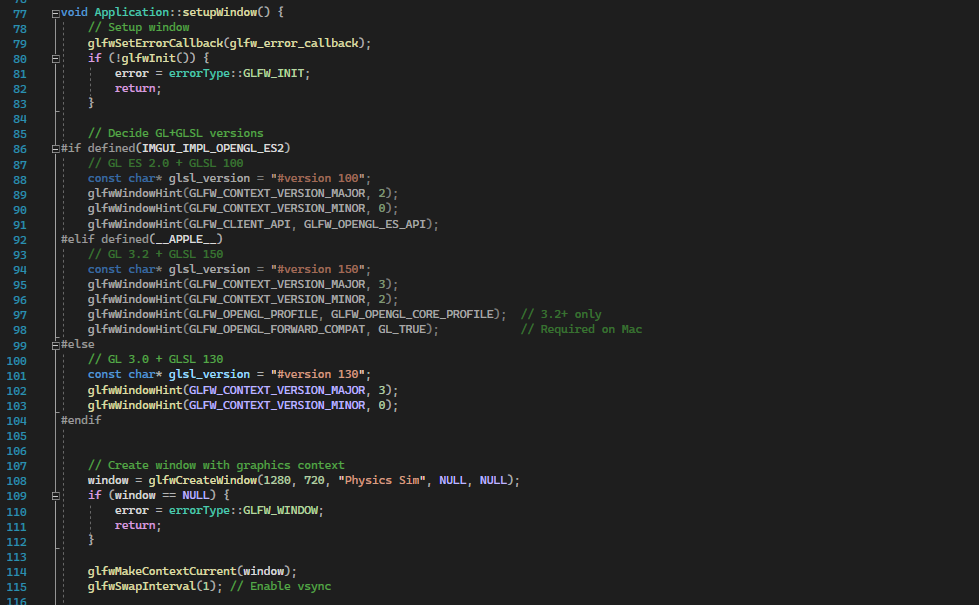 77 void Application::setupWindow() {
78 // Setup window
79 glfwSetErrorCallback(glfw_error_callback);
80 if (!glfwInit()) {
81 error = errorType::GLFW_INIT;
82 return;
83 }
84
85 // Decide GL+GLSL versions
86 #if defined(IMGUI_IMPL_OPENGL_ES2)
87 // GL ES 2.0 + GLSL 100
88 const char* glsl_version = "#version 100";
89 glfwWindowHint(GLFW_CONTEXT_VERSION_MAJOR, 2);
90 glfwWindowHint(GLFW_CONTEXT_VERSION_MINOR, 0);
91 glfwWindowHint(GLFW_CLIENT_API, GLFW_OPENGL_ES_API);
92 #elif defined(__APPLE__)
93 // GL 3.2 + GLSL 150
94 const char* glsl_version = "#version 150";
95 glfwWindowHint(GLFW_CONTEXT_VERSION_MAJOR, 3);
96 glfwWindowHint(GLFW_CONTEXT_VERSION_MINOR, 2);
97 glfwWindowHint(GLFW_OPENGL_PROFILE, GLFW_OPENGL_CORE_PROFILE); // 3.2+ only
98 glfwWindowHint(GLFW_OPENGL_FORWARD_COMPAT, GL_TRUE); // Required on Mac
99 #else
100 // GL 3.0 + GLSL 130
101 const char* glsl_version = "#version 130";
102 glfwWindowHint(GLFW_CONTEXT_VERSION_MAJOR, 3);
103 glfwWindowHint(GLFW_CONTEXT_VERSION_MINOR, 0);
104 #endif
105
106
107 // Create window with graphics context
108 window = glfwCreateWindow(1280, 720, "Physics Sim", NULL, NULL);
109 if (window == NULL) {
110 error = errorType::GLFW_WINDOW;
111 return;
112 }
113
114 glfwMakeContextCurrent(window);
115 glfwSwapInterval(1); // Enable vsync
116